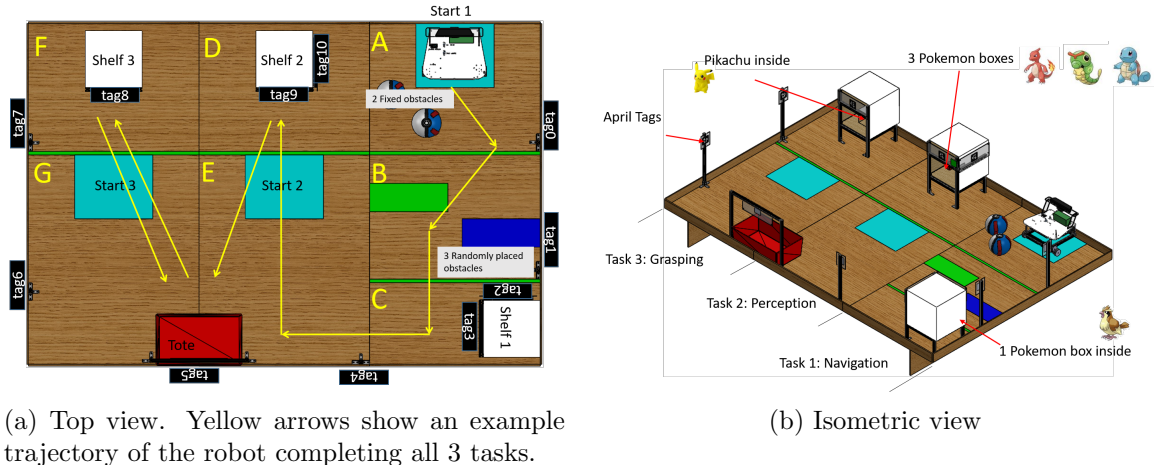 Start 1
F
D
A
Shelf 3
Shelf 2
tag10
tag8
tag9
2 Fixed obstacles
tag7
tag0
G
Start 3
E
Start 2
B
tag1
3 Randomly placed
obstacles
tag6
C
tag2
tag3
Shelf 1
Tote
tag5
tag4
(a) Top view. Yellow arrows show an example
trajectory of the robot completing all 3 tasks.
Pikachu inside
3 Pokemon boxes
April Tags
Task 3: Grasping
Task 2: Perception
Task 1: Navigation
1 Pokemon box inside
(b) Isometric view